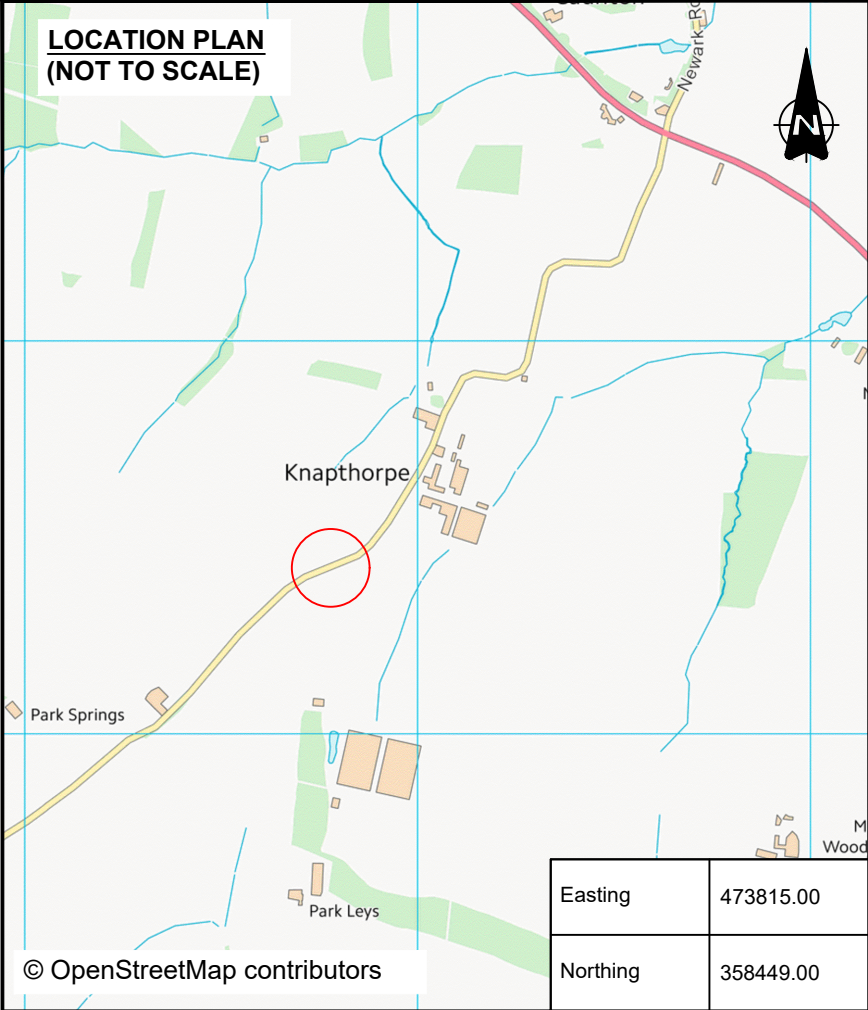 LOCATION PLAN
(NOT TO SCALE)
Newark-Ro
N
Knapthorpe
Park Springs
M
Wood
Park Leys
Easting 473815.00
Northing 358449.00
© OpenStreetMap contributors